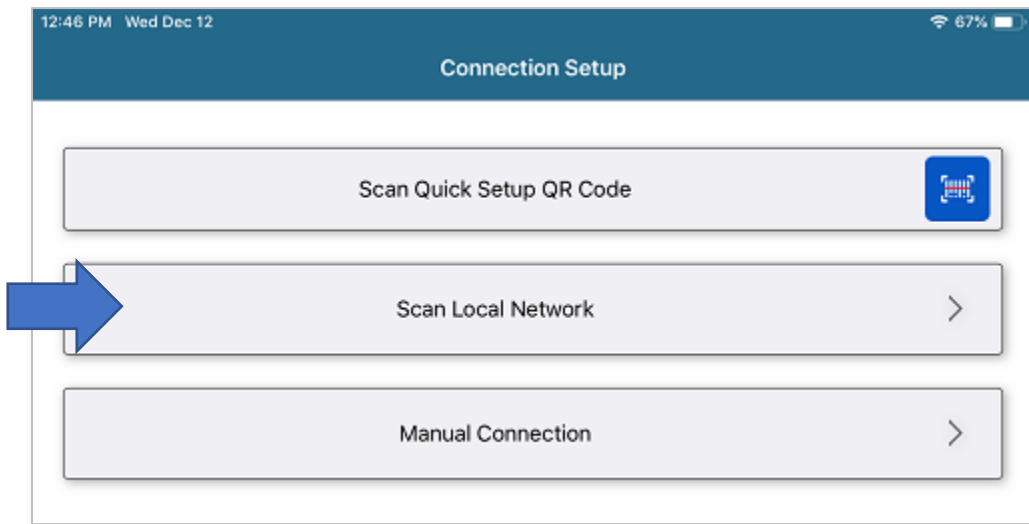 12:46 PM Wed Dec 12 67%
Connection Setup
Scan Quick Setup QR Code
Scan Local Network
Manual Connection